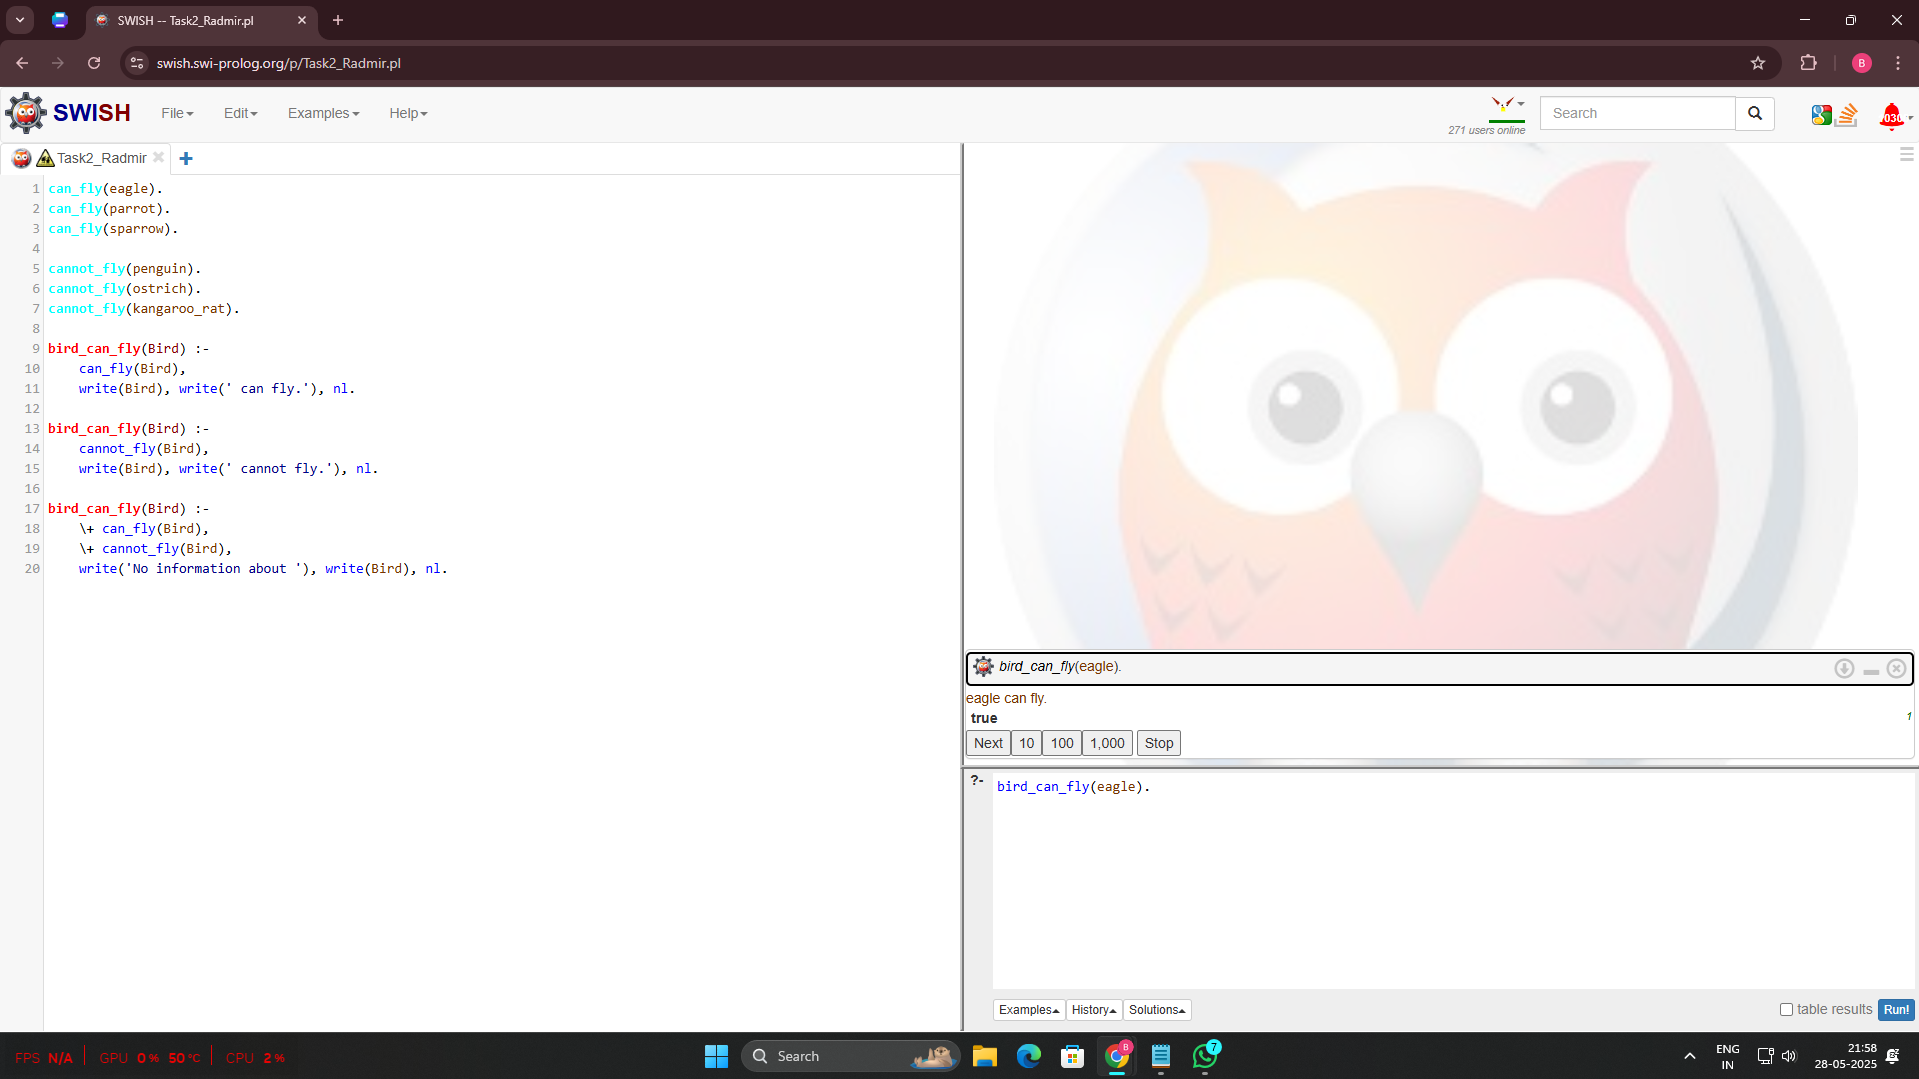 SWISH -- Task2_Radmir.pl
swish.swi-prolog.org/p/Task2_Radmir.pl
B
SWISH
File
Edit
Examples
Help
271 users online
Search
Task2_Radmir
1 can_fly(eagle).
2 can_fly(parrot).
3 can_fly(sparrow).
4
5 cannot_fly(penguin).
6 cannot_fly(ostrich).
7 cannot_fly(kangaroo_rat).
8
9 bird_can_fly(Bird) :-
10 can_fly(Bird),
11 write(Bird), write(' can fly.'), nl.
12
13 bird_can_fly(Bird) :-
14 cannot_fly(Bird),
15 write(Bird), write(' cannot fly.'), nl.
16
17 bird_can_fly(Bird) :-
18 \+ can_fly(Bird),
19 \+ cannot_fly(Bird),
20 write('No information about '), write(Bird), nl.
bird_can_fly(eagle).
eagle can fly.
true
1
Next 10 100 1,000 Stop
?- bird_can_fly(eagle).
Examples History Solutions
table results Run!
FPS N/A GPU 0 % 50 °C CPU 2 %
Search
B
7
ENG
IN
21:58
28-05-2025